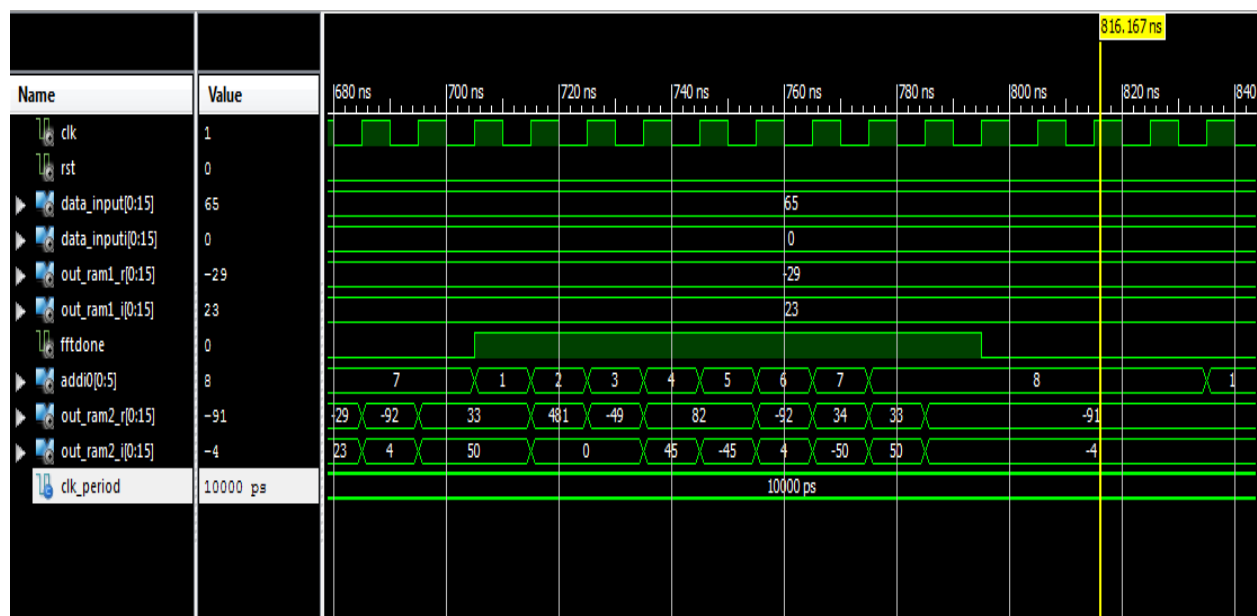 816.167 ns
Name Value 680 ns 700 ns 720 ns 740 ns 760 ns 780 ns 800 ns 820 ns 840
clk 1
rst 0
data_input[0:15] 65 65
data_inputi[0:15] 0 0
out_ram1_r[0:15] -29 -29
out_ram1_i[0:15] 23 23
fftdone 0
addi0[0:5] 8 7 1 2 3 4 5 6 7 8 1
out_ram2_r[0:15] -91 -29 -92 33 481 -49 82 -92 34 33 -91
out_ram2_i[0:15] -4 23 4 50 0 45 -45 4 -50 50 -4
clk_period 10000 ps 10000 ps